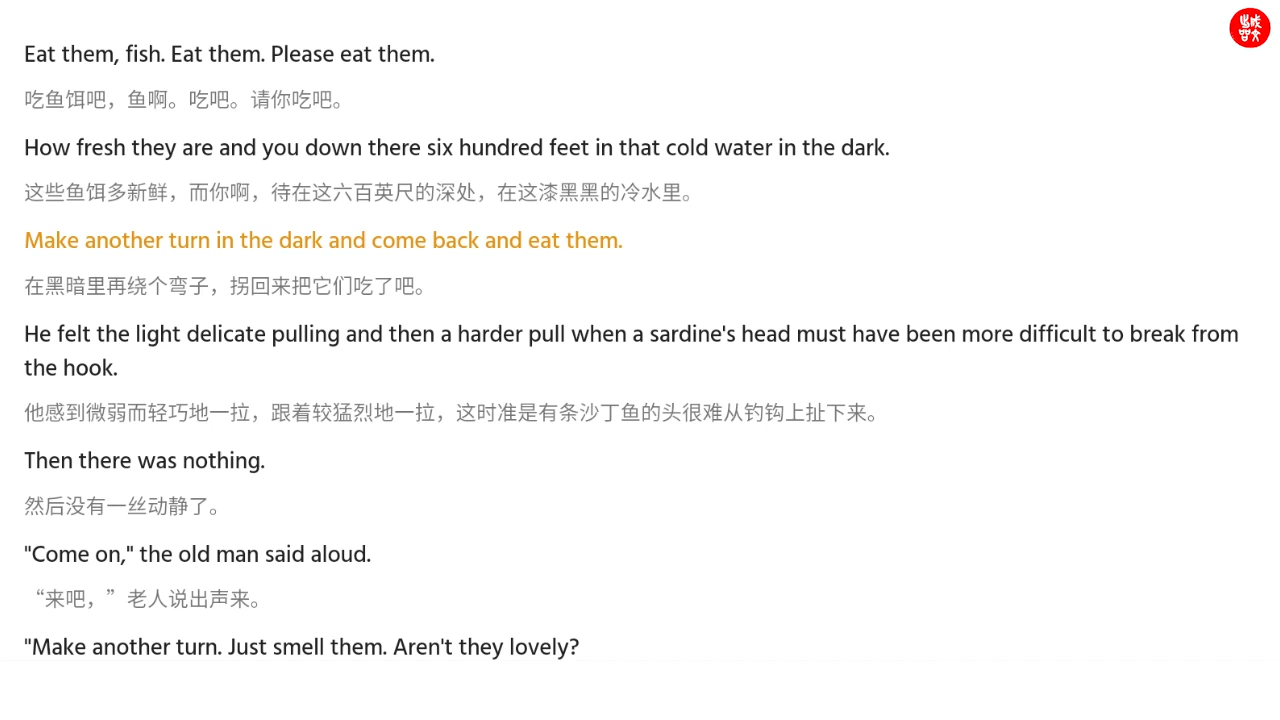 Eat them, fish. Eat them. Please eat them.
吃鱼饵吧，鱼啊。吃吧。请你吃吧。
How fresh they are and you down there six hundred feet in that cold water in the dark.
这些鱼饵多新鲜，而你啊，待在这六百英尺的深处，在这漆黑黑的冷水里。
Make another turn in the dark and come back and eat them.
在黑暗里再绕个弯子，拐回来把它们吃了吧。
He felt the light delicate pulling and then a harder pull when a sardine's head must have been more difficult to break from
the hook.
他感到微弱而轻巧地一拉，跟着较猛烈地一拉，这时准是有条沙丁鱼的头很难从钓钩上扯下来。
Then there was nothing.
然后没有一丝动静了。
"Come on," the old man said aloud.
“来吧，”老人说出声来。
"Make another turn. Just smell them. Aren't they lovely?